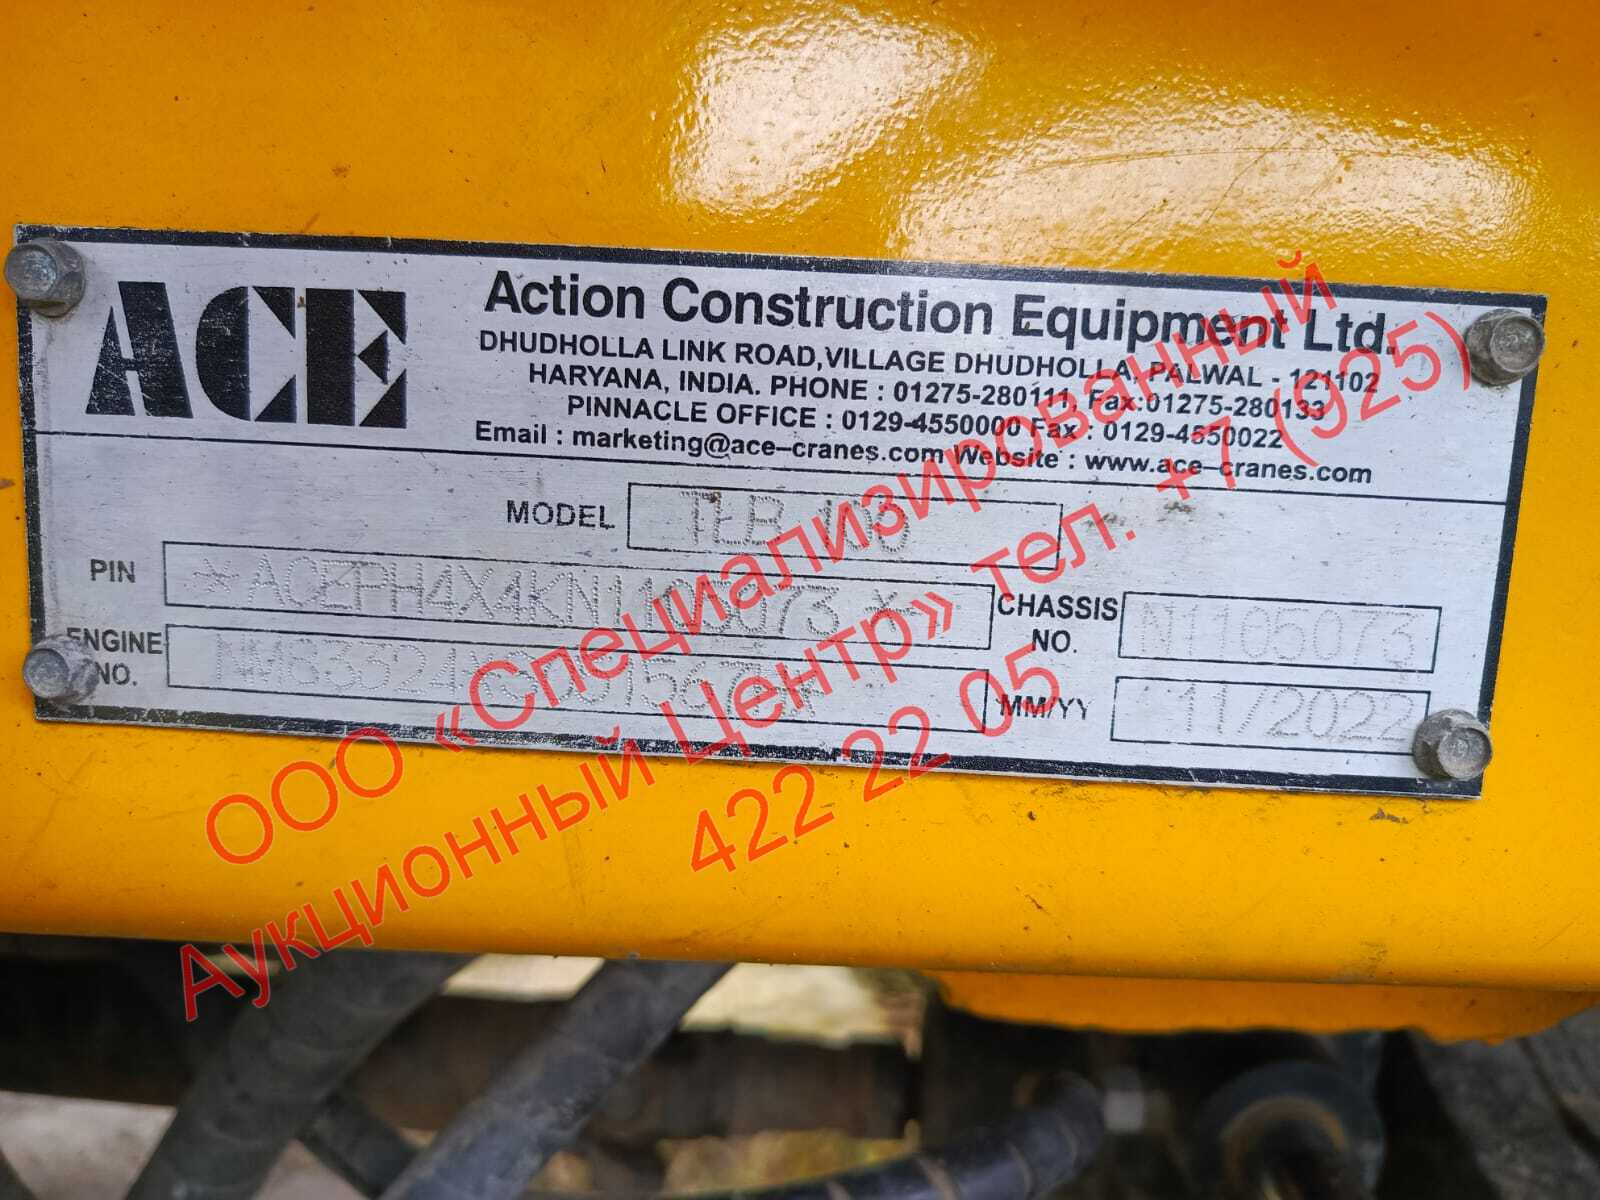 ACE
Action Construction Equipment Ltd.
DHUDHOLLA LINK ROAD,VILLAGE DHUDHOLLA, PALWAL - 121102
HARYANA, INDIA. PHONE : 01275-280111, Fax:01275-280133
PINNACLE OFFICE : 0129-4550000 Fax : 0129-4550022
Email : marketing@ace-cranes.com Website : www.ace-cranes.com
MODEL TLB 100
PIN *ACEPH4X4KN1105073*
ENGINE NO.
CHASSIS NO. N1105073
MM/YY 11/2022
ООО «Специализированный
Аукционный Центр» тел. +7 (925)
422 22 05